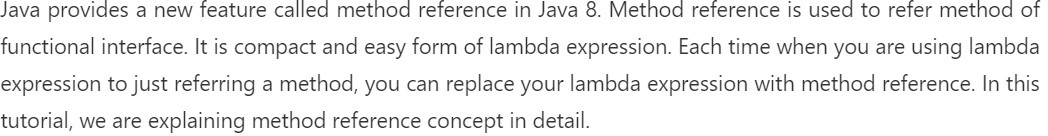 Java provides a new feature called method reference in Java 8. Method reference is used to refer method of
functional interface. It is compact and easy form of lambda expression. Each time when you are using lambda
expression to just referring a method, you can replace your lambda expression with method reference. In this
tutorial, we are explaining method reference concept in detail.